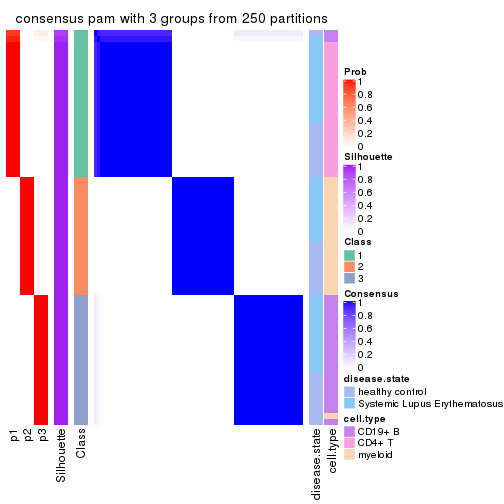 consensus pam with 3 groups from 250 partitions
Prob
1
0.8
0.6
0.4
0.2
0
Silhouette
1
0.8
0.6
0.4
0.2
0
Class
1
2
3
Consensus
1
0.8
0.6
0.4
0.2
0
disease.state
healthy control
Systemic Lupus Erythematosus
cell.type
CD19+ B
CD4+ T
myeloid
p1
p2
p3
Silhouette
Class
disease.state
cell.type